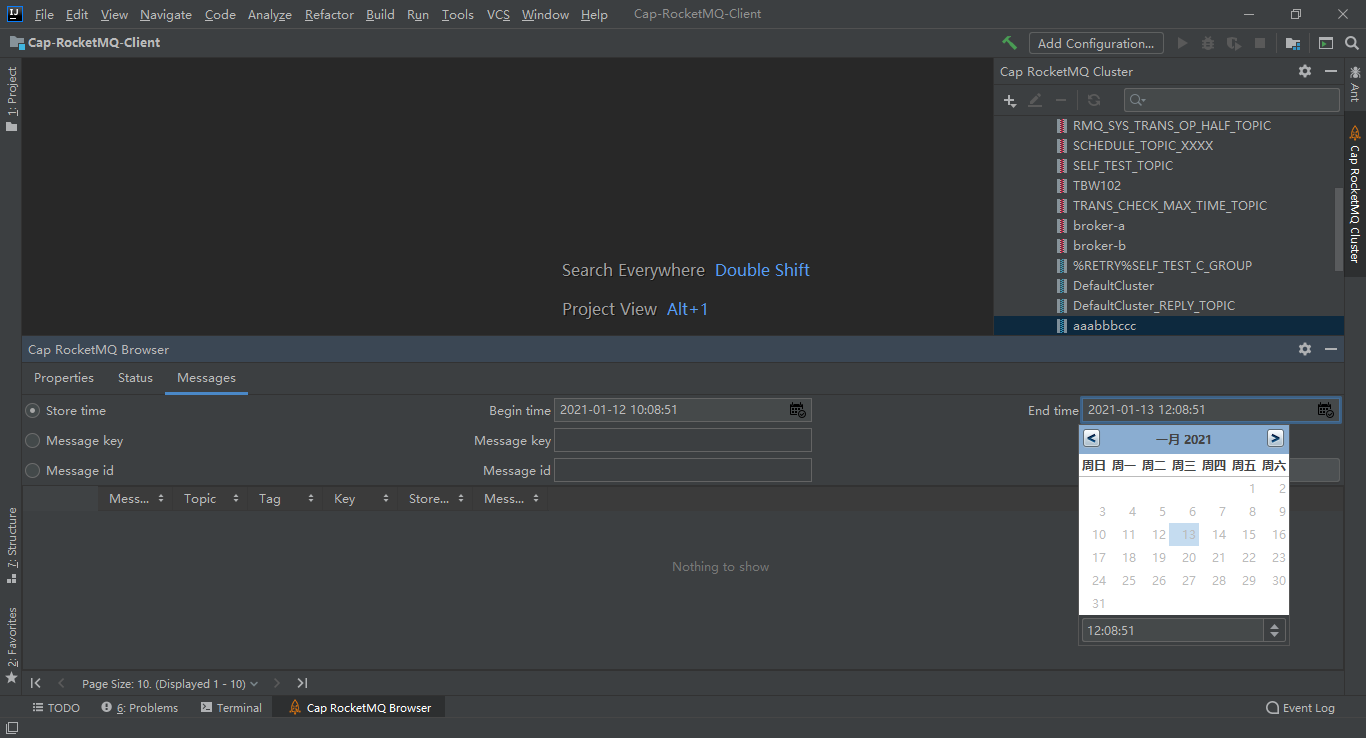 File Edit View Navigate Code Analyze Refactor Build Run Tools VCS Window Help Cap-RocketMQ-Client
Cap-RocketMQ-Client
Add Configuration...
1: Project
Search Everywhere Double Shift
Project View Alt+1
Cap RocketMQ Cluster
RMQ_SYS_TRANS_OP_HALF_TOPIC
SCHEDULE_TOPIC_XXXX
SELF_TEST_TOPIC
TBW102
TRANS_CHECK_MAX_TIME_TOPIC
broker-a
broker-b
%RETRY%SELF_TEST_C_GROUP
DefaultCluster
DefaultCluster_REPLY_TOPIC
aaabbbccc
Ant
Cap RocketMQ Cluster
Cap RocketMQ Browser
Properties Status Messages
Store time Begin time 2021-01-12 10:08:51 End time 2021-01-13 12:08:51
Message key Message key
Message id Message id
Mess... Topic Tag Key Store... Mess...
Nothing to show
< 一月 2021 >
周日 周一 周二 周三 周四 周五 周六
1 2
3 4 5 6 7 8 9
10 11 12 13 14 15 16
17 18 19 20 21 22 23
24 25 26 27 28 29 30
31
12:08:51
7: Structure
2: Favorites
Page Size: 10. (Displayed 1 - 10)
TODO 6: Problems Terminal Cap RocketMQ Browser Event Log